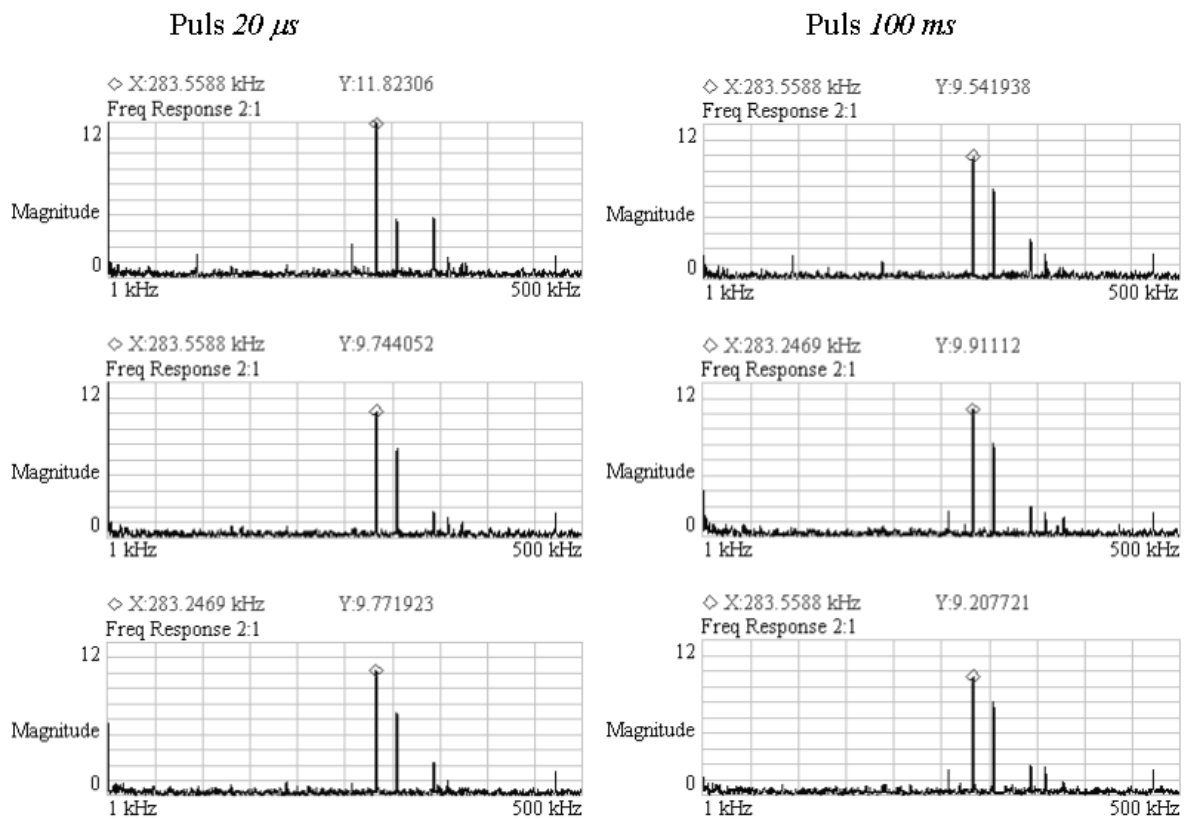 Puls 20 μs
X:283.5588 kHz Y:11.82306
Freq Response 2:1
12
Magnitude
0
1 kHz 500 kHz
X:283.5588 kHz Y:9.744052
Freq Response 2:1
12
Magnitude
0
1 kHz 500 kHz
X:283.2469 kHz Y:9.771923
Freq Response 2:1
12
Magnitude
0
1 kHz 500 kHz
Puls 100 ms
X:283.5588 kHz Y:9.541938
Freq Response 2:1
12
Magnitude
0
1 kHz 500 kHz
X:283.2469 kHz Y:9.91112
Freq Response 2:1
12
Magnitude
0
1 kHz 500 kHz
X:283.5588 kHz Y:9.207721
Freq Response 2:1
12
Magnitude
0
1 kHz 500 kHz